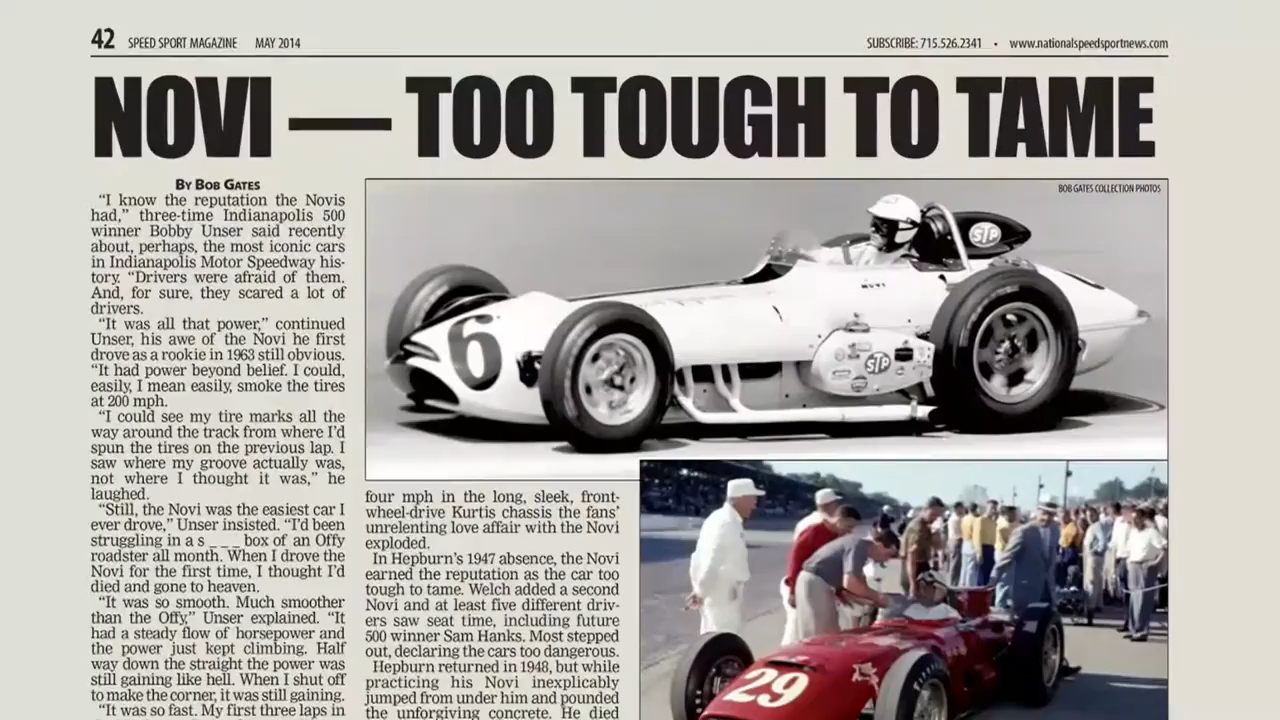 42 SPEED SPORT MAGAZINE MAY 2014
SUBSCRIBE: 715.526.2341 • www.nationalspeedsportnews.com
NOVI — TOO TOUGH TO TAME
BY BOB GATES
“I know the reputation the Novis
had,” three-time Indianapolis 500
winner Bobby Unser said recently
about, perhaps, the most iconic cars
in Indianapolis Motor Speedway his-
tory. “Drivers were afraid of them.
And, for sure, they scared a lot of
drivers.
“It was all that power,” continued
Unser, his awe of the Novi he first
drove as a rookie in 1963 still obvious.
“It had power beyond belief. I could,
easily, I mean easily, smoke the tires
at 200 mph.
“I could see my tire marks all the
way around the track from where I’d
spun the tires on the previous lap. I
saw where my groove actually was,
not where I thought it was,” he
laughed.
“Still, the Novi was the easiest car I
ever drove,” Unser insisted. “I’d been
struggling in a s _ _ _ box of an Offy
roadster all month. When I drove the
Novi for the first time, I thought I’d
died and gone to heaven.
“It was so smooth. Much smoother
than the Offy,” Unser explained. “It
had a steady flow of horsepower and
the power just kept climbing. Half
way down the straight the power was
still gaining like hell. When I shut off
to make the corner, it was still gaining.
“It was so fast. My first three laps in
BOB GATES COLLECTION PHOTOS
STP
NOVI
6
STP
four mph in the long, sleek, front-
wheel-drive Kurtis chassis the fans’
unrelenting love affair with the Novi
exploded.
In Hepburn’s 1947 absence, the Novi
earned the reputation as the car too
tough to tame. Welch added a second
Novi and at least five different driv-
ers saw seat time, including future
500 winner Sam Hanks. Most stepped
out, declaring the cars too dangerous.
Hepburn returned in 1948, but while
practicing his Novi inexplicably
jumped from under him and pounded
the unforgiving concrete. He died
29